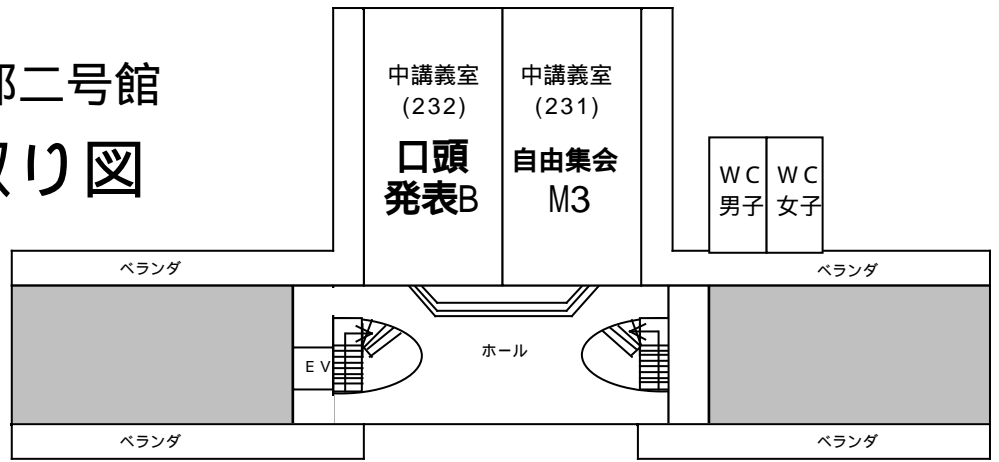 部二号館
取り図
中講義室
(232)
口頭
発表B
中講義室
(231)
自由集会
M3
WC
男子
WC
女子
ベランダ
ベランダ
EV
ホール
ベランダ
ベランダ